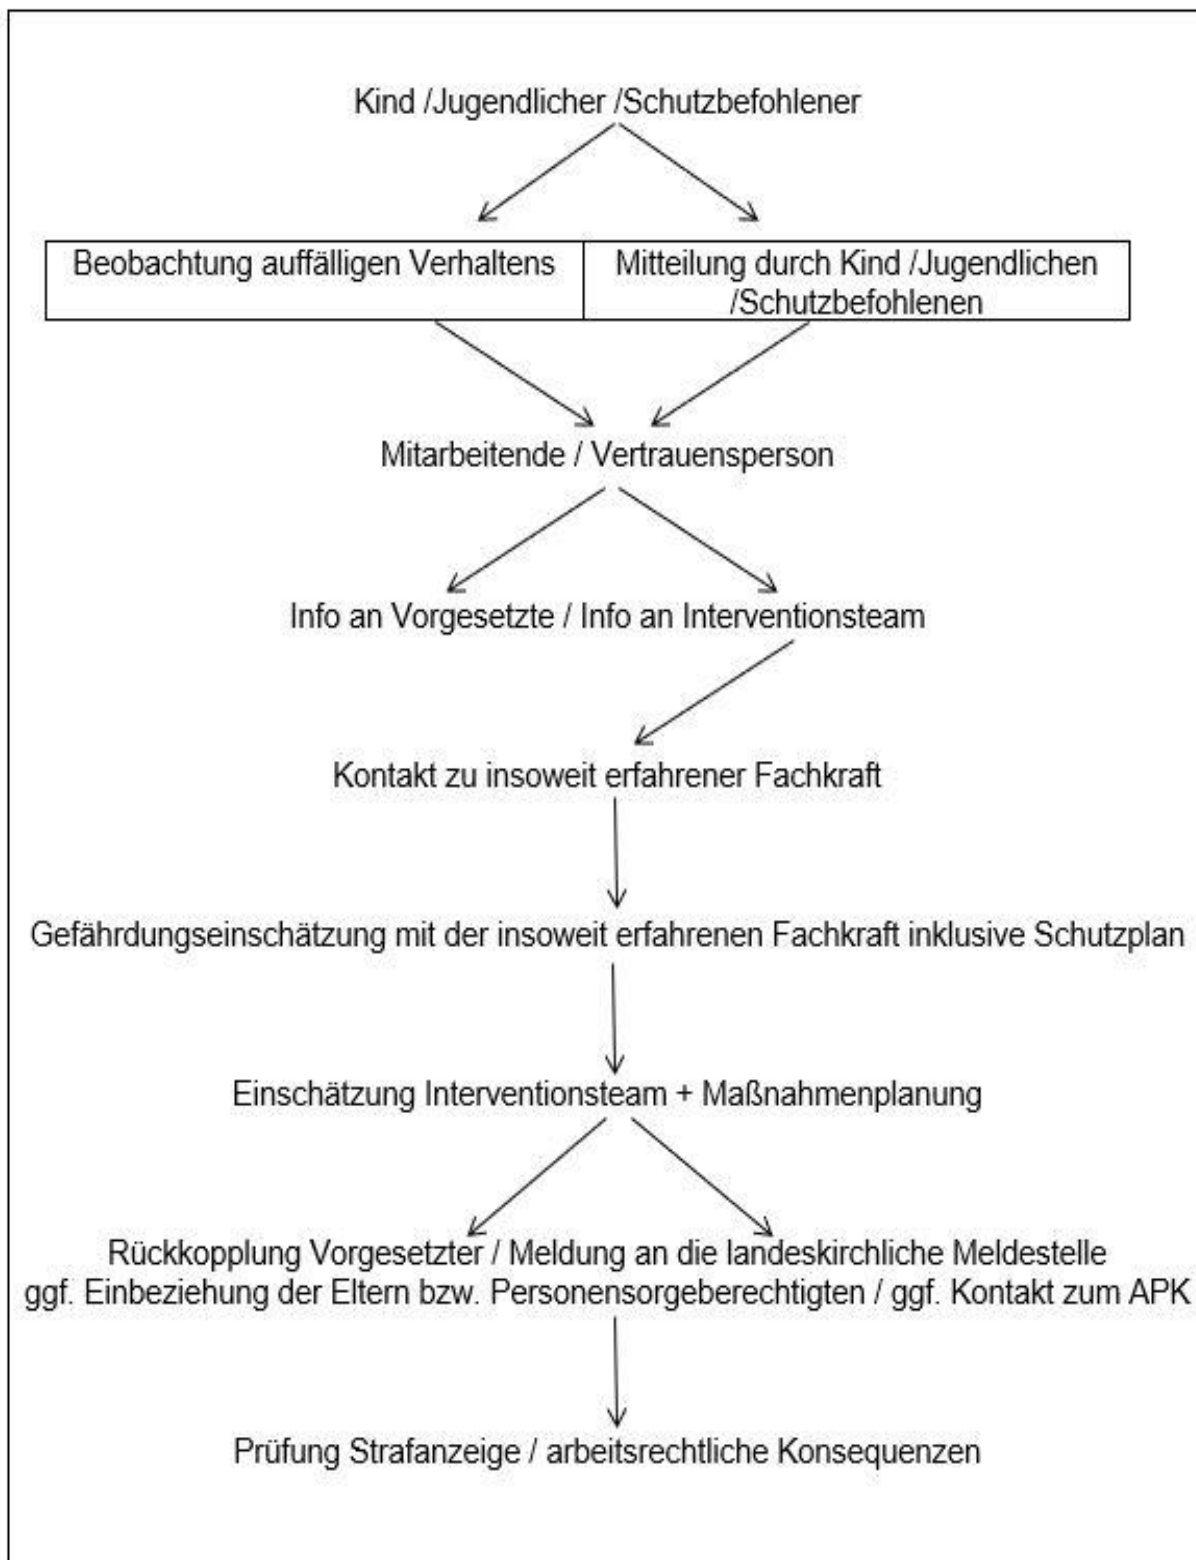 Kind /Jugendlicher /Schutzbefohlener
Beobachtung auffälligen Verhaltens
Mitteilung durch Kind /Jugendlichen
/Schutzbefohlenen
Mitarbeitende / Vertrauensperson
Info an Vorgesetzte / Info an Interventionsteam
Kontakt zu insoweit erfahrener Fachkraft
Gefährdungseinschätzung mit der insoweit erfahrenen Fachkraft inklusive Schutzplan
Einschätzung Interventionsteam + Maßnahmenplanung
Rückkopplung Vorgesetzter / Meldung an die landeskirchliche Meldestelle
ggf. Einbeziehung der Eltern bzw. Personensorgeberechtigten / ggf. Kontakt zum APK
Prüfung Strafanzeige / arbeitsrechtliche Konsequenzen